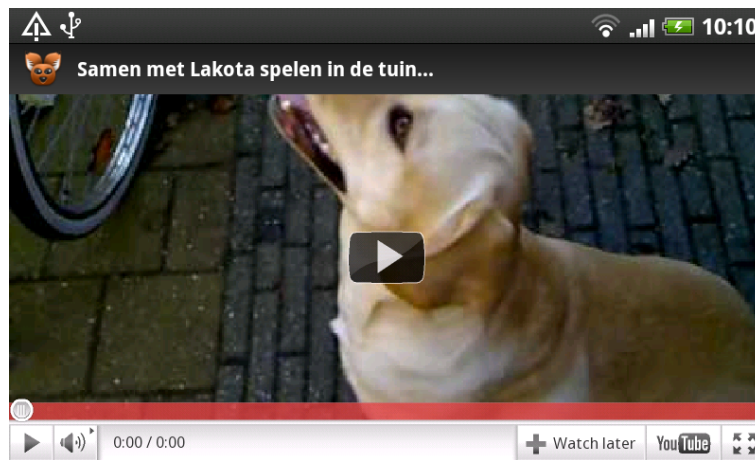 10:10
Samen met Lakota spelen in de tuin...
0:00 / 0:00
Watch later
YouTube